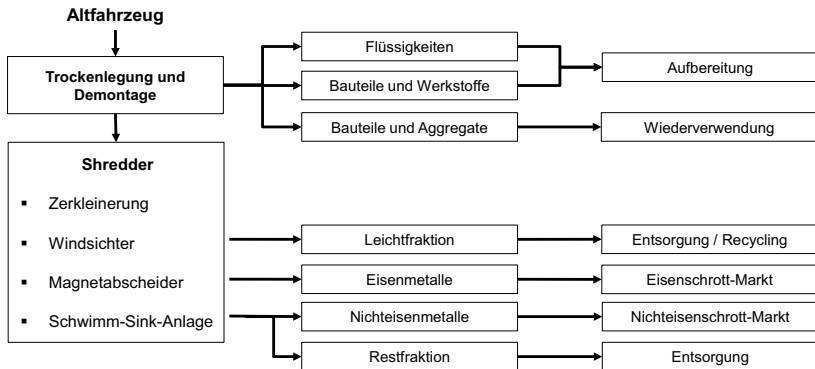 Altfahrzeug
Trockenlegung und
Demontage
Flüssigkeiten
Bauteile und Werkstoffe
Aufbereitung
Bauteile und Aggregate
Wiederverwendung
Shredder
▪ Zerkleinerung
▪ Windsichter
Leichtfraktion
Entsorgung / Recycling
▪ Magnetabscheider
Eisenmetalle
Eisenschrott-Markt
▪ Schwimm-Sink-Anlage
Nichteisenmetalle
Nichteisenschrott-Markt
Restfraktion
Entsorgung